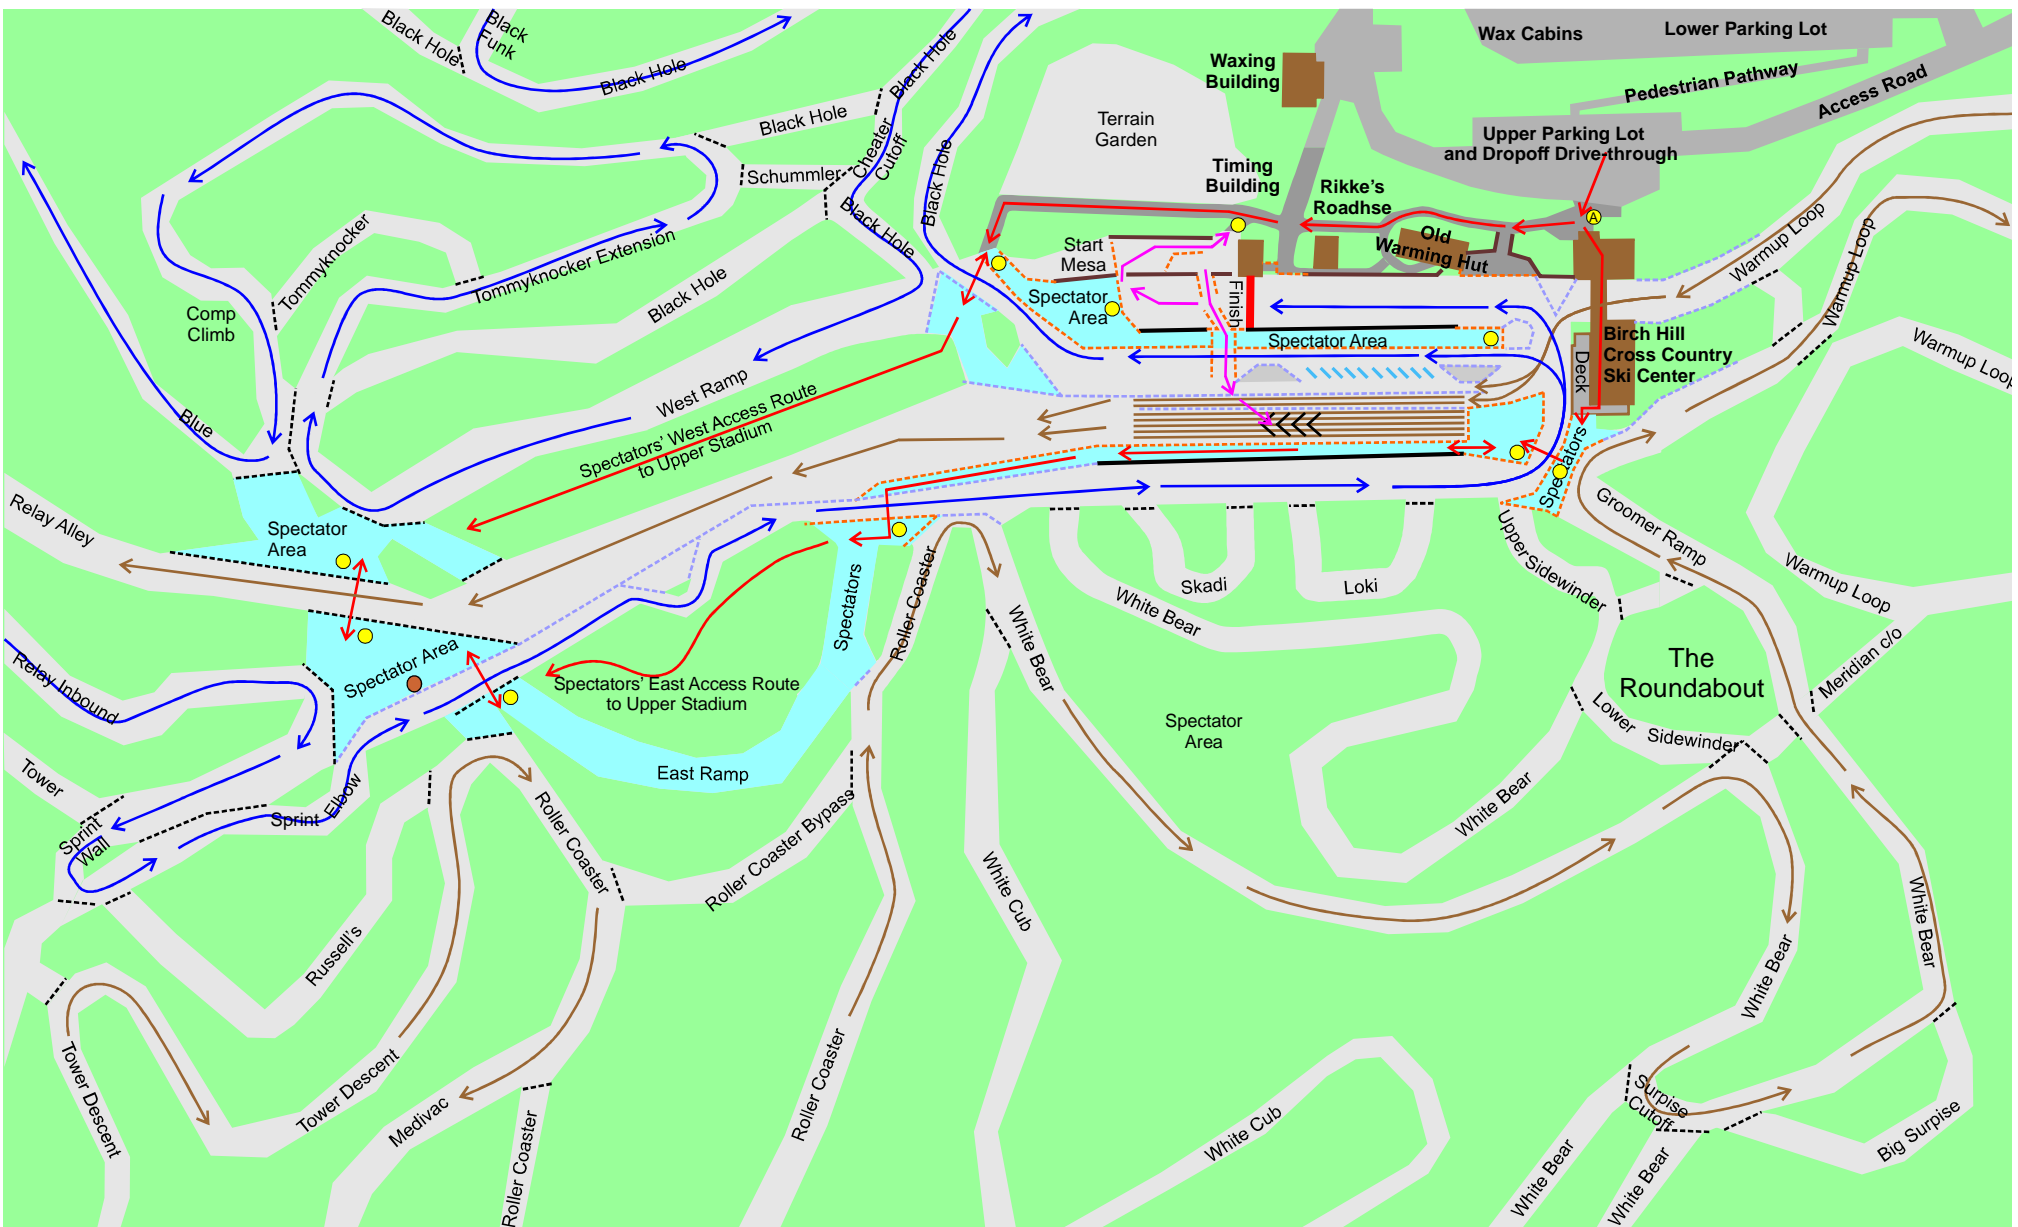 Black Hole
Black
Funk
Black Hole
Black Hole
Black Hole
Wax Cabins
Lower Parking Lot
Waxing
Building
Pedestrian Pathway
Access Road
Terrain
Garden
Upper Parking Lot
and Dropoff Drive-through
Schummler
Cheater
Cutoff
Black Hole
Black Hole
Timing
Building
Rikke's
Roadhse
A
Old
Warming Hut
Start
Mesa
Warmup Loop
Warmup Loop
Tommyknocker
Tommyknocker Extension
Black Hole
Comp
Climb
Spectator
Area
Finish
Spectator Area
Birch Hill
Cross Country
Ski Center
Deck
Warmup Loop
Blue
West Ramp
Spectators' West Access Route
to Upper Stadium
Spectators
Relay Alley
Spectator
Area
Groomer Ramp
Upper Sidewinder
Warmup Loop
Spectators
Roller Coaster
White Bear
White Bear
Skadi
Loki
Meridian c/o
The
Roundabout
Relay Inbound
Spectator Area
Spectators' East Access Route
to Upper Stadium
Spectator
Area
Lower
Sidewinder
East Ramp
Tower
Sprint
Wall
Sprint
Elbow
Roller Coaster
Roller Coaster Bypass
White Cub
White Bear
White Bear
Russell's
White Bear
Tower Descent
Tower Descent
Medivac
Roller Coaster
Roller Coaster
White Cub
Surpise
Cutoff
White Bear
White Bear
Big Surpise